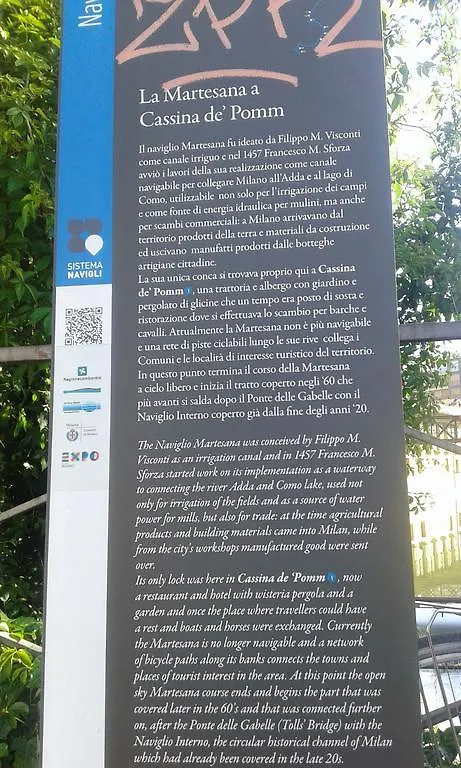 Nav
La Martesana a
Cassina de' Pomm
Il naviglio Martesana fu ideato da Filippo M. Visconti
come canale irriguo e nel 1457 Francesco M. Sforza
avviò i lavori della sua realizzazione come canale
navigabile per collegare Milano all'Adda e al lago di
Como, utilizzabile non solo per l'irrigazione dei campi
e come fonte di energia idraulica per mulini, ma anche
per scambi commerciali: a Milano arrivavano dal
territorio prodotti della terra e materiali da costruzione
ed uscivano manufatti prodotti dalle botteghe
artigiane cittadine.
La sua unica conca si trovava proprio qui a Cassina
de' Pomm, una trattoria e albergo con giardino e
pergolato di glicine che un tempo era posto di sosta e
ristorazione dove si effettuava lo scambio per barche e
cavalli. Attualmente la Martesana non è più navigabile
e una rete di piste ciclabili lungo le sue rive collega i
Comuni e le località di interesse turistico del territorio.
In questo punto termina il corso della Martesana
a cielo libero e inizia il tratto coperto negli '60 che
più avanti si salda dopo il Ponte delle Gabelle con il
Naviglio Interno coperto già dalla fine degli anni '20.
The Naviglio Martesana was conceived by Filippo M.
Visconti as an irrigation canal and in 1457 Francesco M.
Sforza started work on its implementation as a waterway
to connecting the river Adda and Como lake, used not
only for irrigation of the fields and as a source of water
power for mills, but also for trade: at the time agricultural
products and building materials came into Milan, while
from the city's workshops manufactured good were sent
over.
Its only lock was here in Cassina de 'Pomm, now
a restaurant and hotel with wisteria pergola and a
garden and once the place where travellers could have
a rest and boats and horses were exchanged. Currently
the Martesana is no longer navigable and a network
of bicycle paths along its banks connects the towns and
places of tourist interest in the area. At this point the open
sky Martesana course ends and begins the part that was
covered later in the 60's and that was connected further
on, after the Ponte delle Gabelle (Tolls' Bridge) with the
Naviglio Interno, the circular historical channel of Milan
which had already been covered in the late 20s.
SISTEMA
NAVIGLI
RegioneLombardia
EXPO